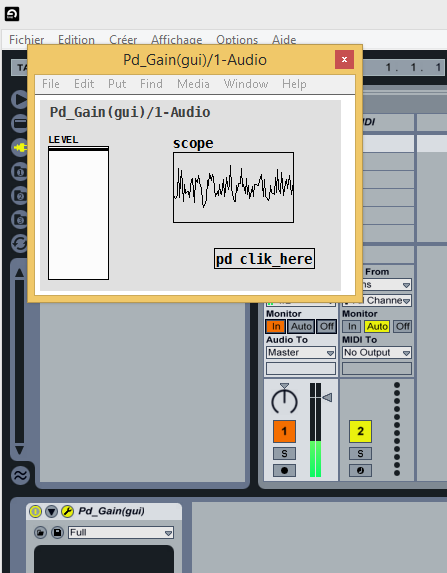 Fichier Edition Créer Affichage Options Aide
Pd_Gain(gui)/1-Audio x
TA
1. 1. 1
File Edit Put Find Media Window Help
Pd_Gain(gui)/1-Audio
LEVEL
scope
pd clik_here
From
Channe
Monitor Monitor
In Auto Off In Auto Off
Audio To MIDI To
Master No Output
1 2
S S
Pd_Gain(gui)
Full